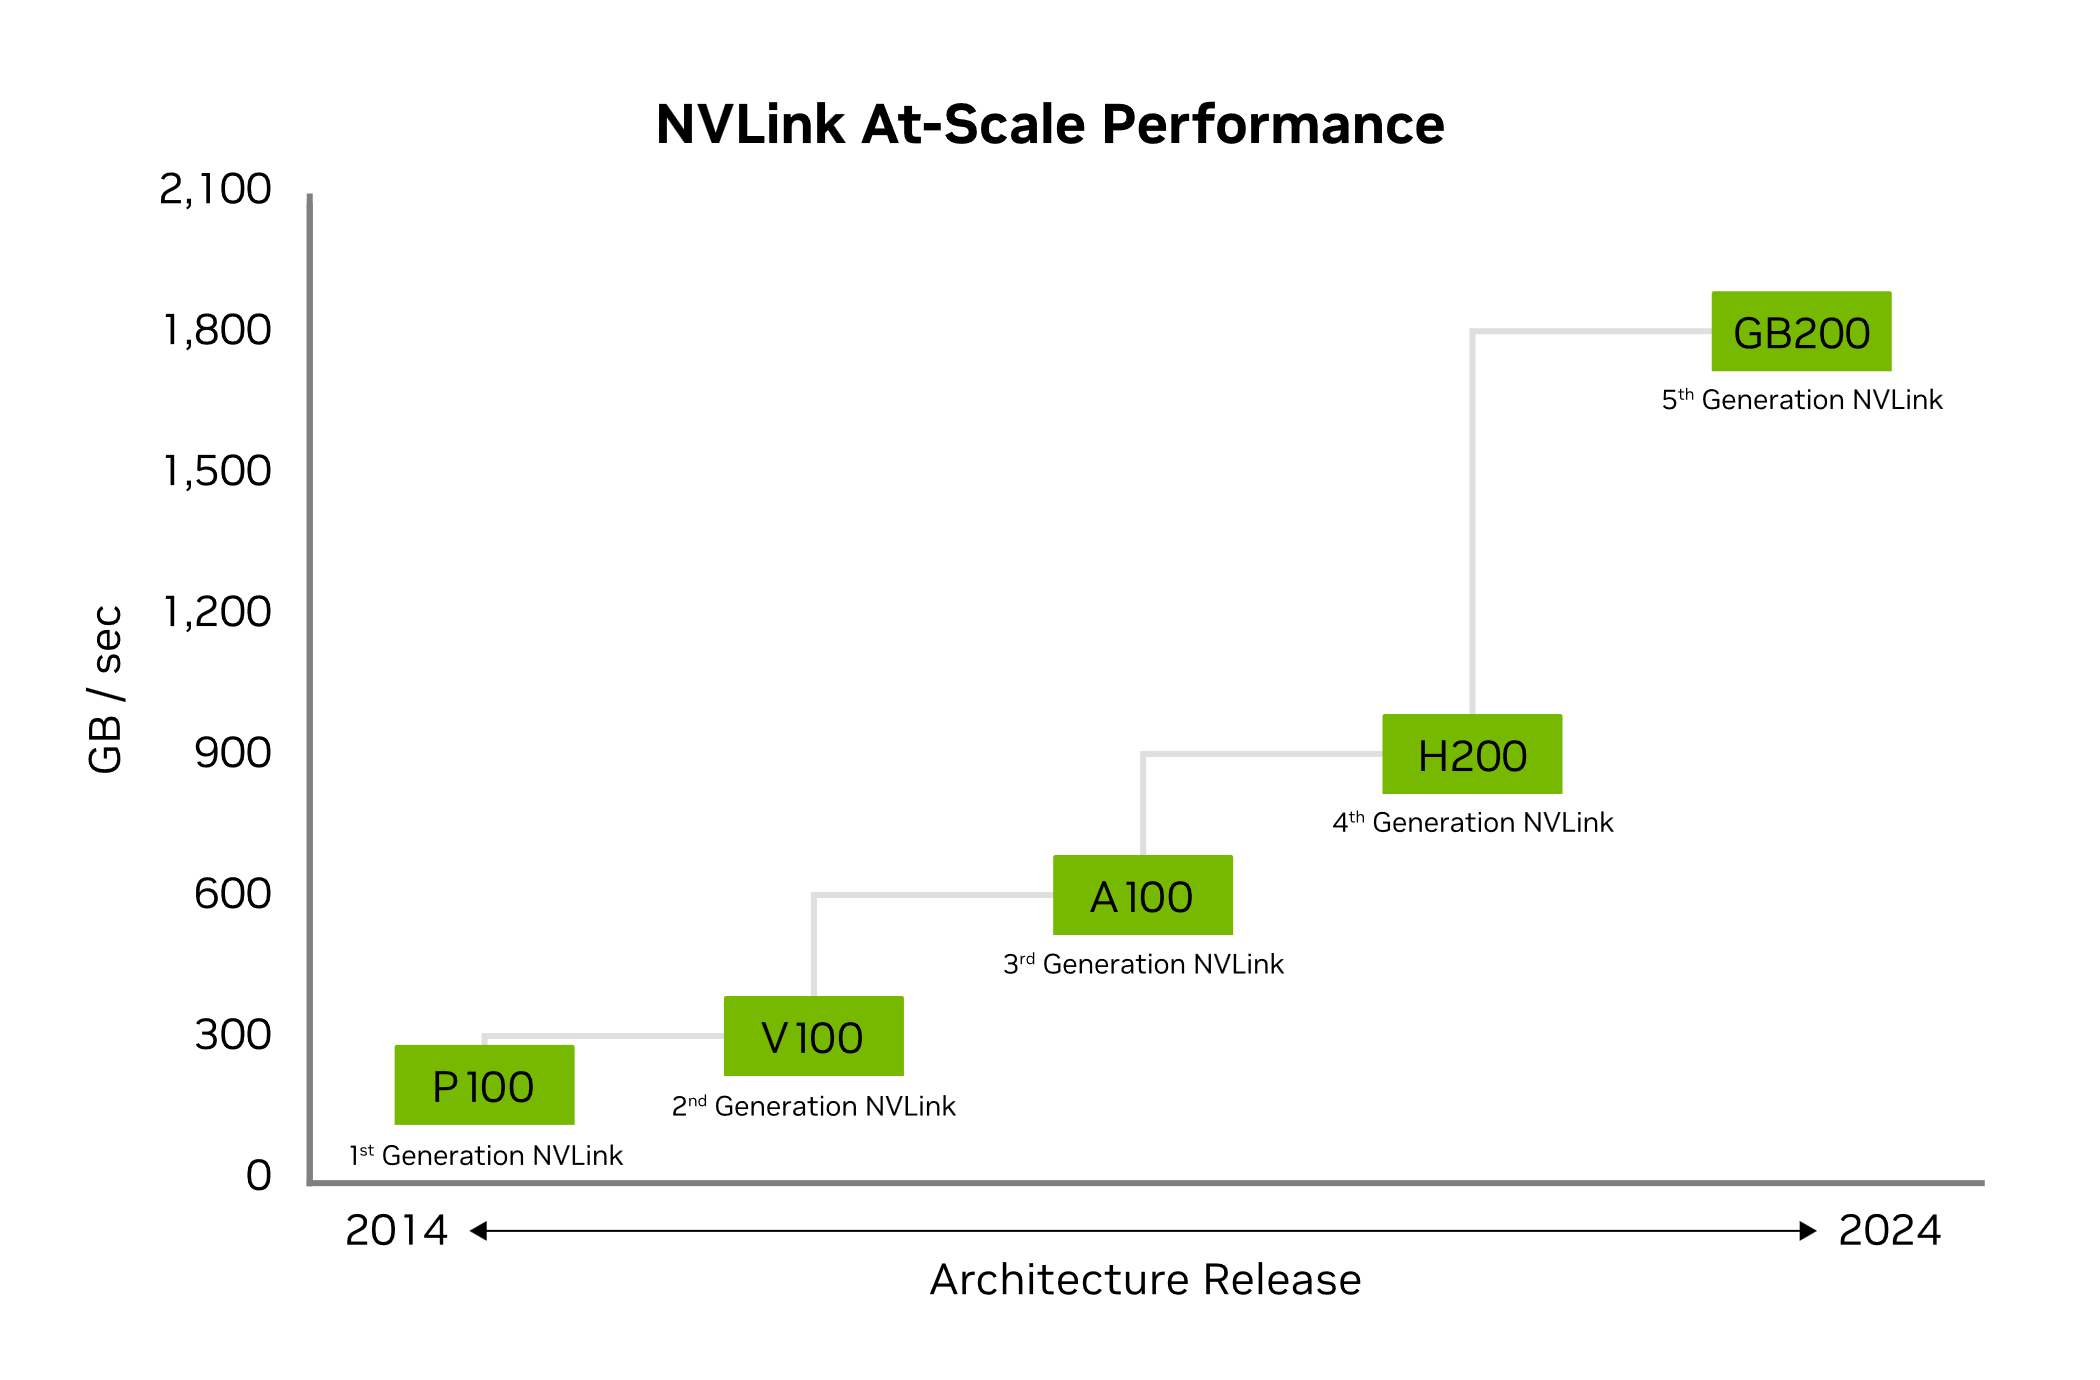 NVLink At-Scale Performance
2,100
1,800
1,500
1,200
900
600
300
0
GB / sec
GB200
5th Generation NVLink
H200
4th Generation NVLink
A100
3rd Generation NVLink
V100
2nd Generation NVLink
P100
1st Generation NVLink
2014
2024
Architecture Release